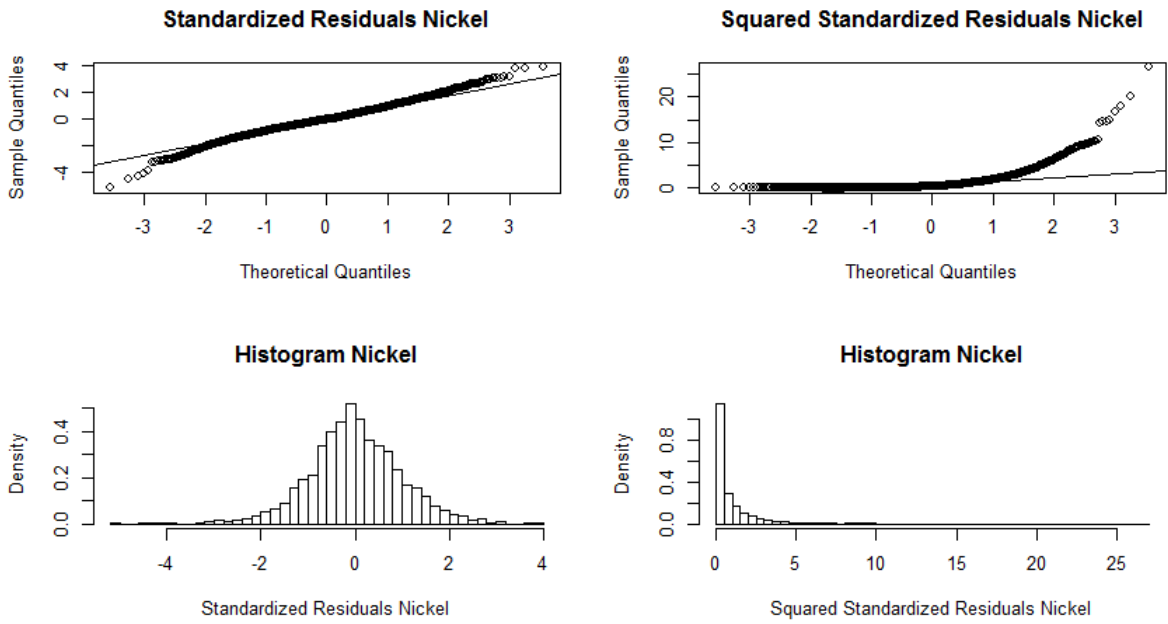 Standardized Residuals Nickel
Sample Quantiles
4
2
0
-4
-3 -2 -1 0 1 2 3
Theoretical Quantiles
Squared Standardized Residuals Nickel
Sample Quantiles
20
10
0
-3 -2 -1 0 1 2 3
Theoretical Quantiles
Histogram Nickel
Density
0.4
0.2
0.0
-4 -2 0 2 4
Standardized Residuals Nickel
Histogram Nickel
Density
0.8
0.4
0.0
0 5 10 15 20 25
Squared Standardized Residuals Nickel